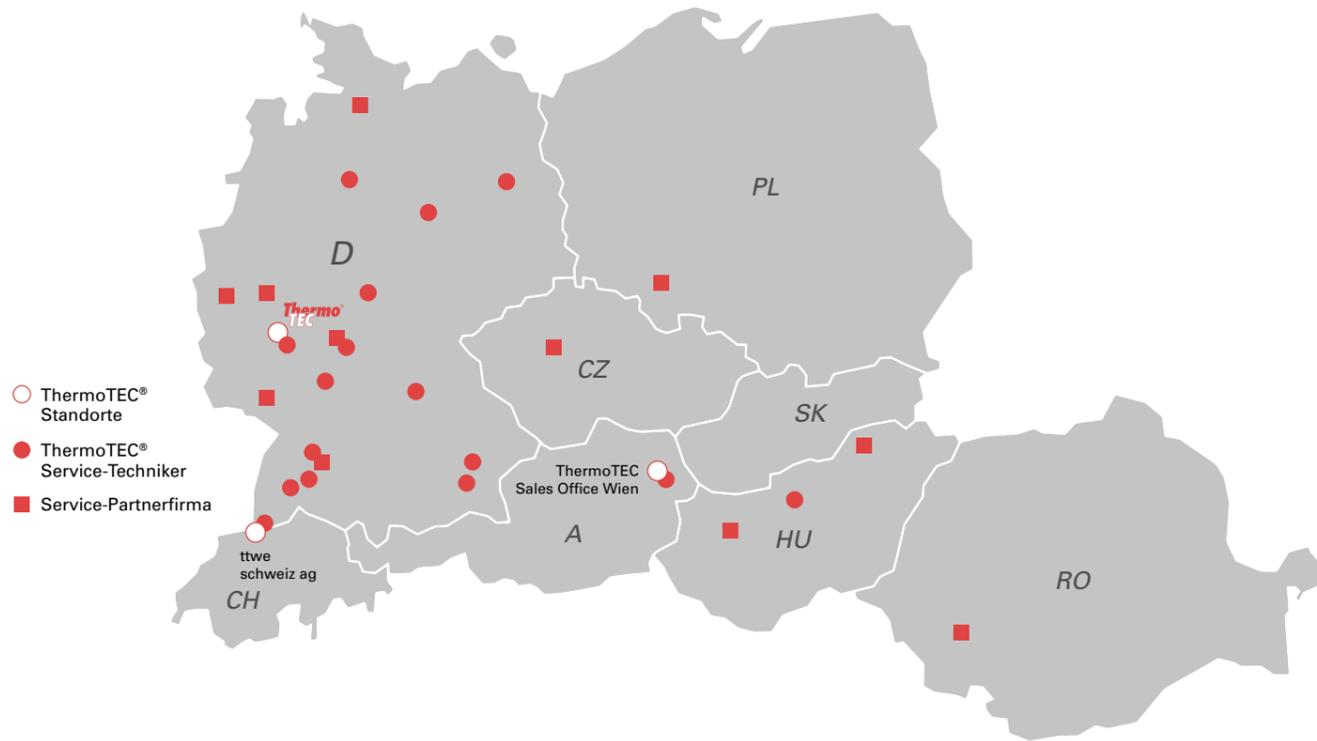 PL
D
Thermo®
TEC
CZ
ThermoTEC®
Standorte
SK
ThermoTEC®
Service-Techniker
ThermoTEC
Sales Office Wien
Service-Partnerfirma
A
HU
ttwe
schweiz ag
CH
RO